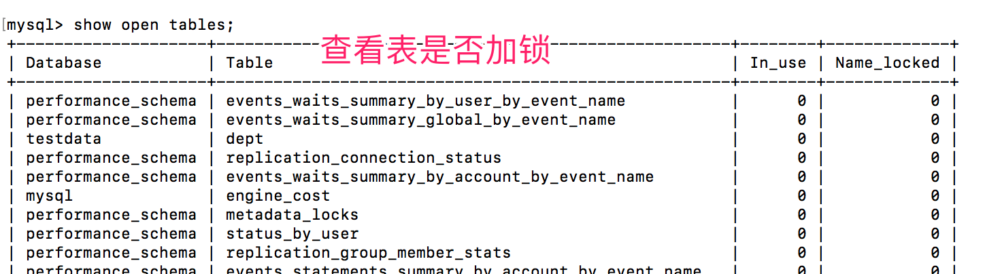 mysql> show open tables;
查看表是否加锁
| Database | Table | In_use | Name_locked |
| performance_schema | events_waits_summary_by_user_by_event_name | 0 | 0 |
| performance_schema | events_waits_summary_global_by_event_name | 0 | 0 |
| testdata | dept | 0 | 0 |
| performance_schema | replication_connection_status | 0 | 0 |
| performance_schema | events_waits_summary_by_account_by_event_name | 0 | 0 |
| mysql | engine_cost | 0 | 0 |
| performance_schema | metadata_locks | 0 | 0 |
| performance_schema | status_by_user | 0 | 0 |
| performance_schema | replication_group_member_stats | 0 | 0 |
| performance_schema | events_statements_summary_by_account_by_event_name | 0 | 0 |